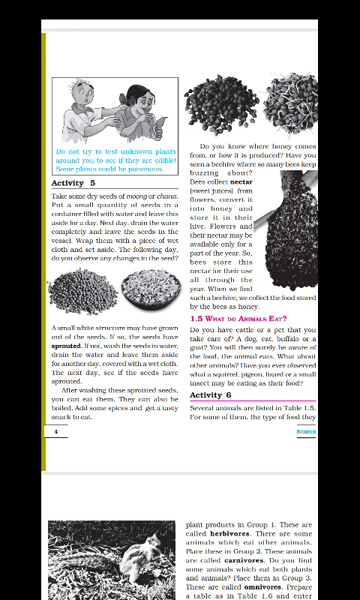 Do not try to test unknown plants
around you to see if they are edible!
Some plants could be poisonous.
Activity 5
Take some dry seeds of moong or chana.
Put a small quantity of seeds in a
container filled with water and leave this
aside for a day. Next day, drain the water
completely and leave the seeds in the
vessel. Wrap them with a piece of wet
cloth and set aside. The following day,
do you observe any changes in the seed?
A small white structure may have grown
out of the seeds. If so, the seeds have
sprouted. If not, wash the seeds in water,
drain the water and leave them aside
for another day, covered with a wet cloth.
The next day, see if the seeds have
sprouted.
After washing these sprouted seeds,
you can eat them. They can also be
boiled. Add some spices and get a tasty
snack to eat.
4
Do you know where honey comes
from, or how it is produced? Have you
seen a beehive where so many bees keep
buzzing about?
Bees collect nectar
(sweet juices) from
flowers, convert it
into honey and
store it in their
hive. Flowers and
their nectar may be
available only for a
part of the year. So,
bees store this
nectar for their use
all through the
year. When we find
such a beehive, we collect the food stored
by the bees as honey.
1.5 WHAT DO ANIMALS EAT?
Do you have cattle or a pet that you
take care of? A dog, cat, buffalo or a
goat? You will then surely be aware of
the food, the animal eats. What about
other animals? Have you ever observed
what a squirrel, pigeon, lizard or a small
insect may be eating as their food?
Activity 6
Several animals are listed in Table 1.5.
For some of them, the type of food they
SCIENCE
plant products in Group 1. These are
called herbivores. There are some
animals which eat other animals.
Place these in Group 2. These animals
are called carnivores. Do you find
some animals which eat both plants
and animals? Place them in Group 3.
These are called omnivores. Prepare
a table as in Table 1.6 and enter